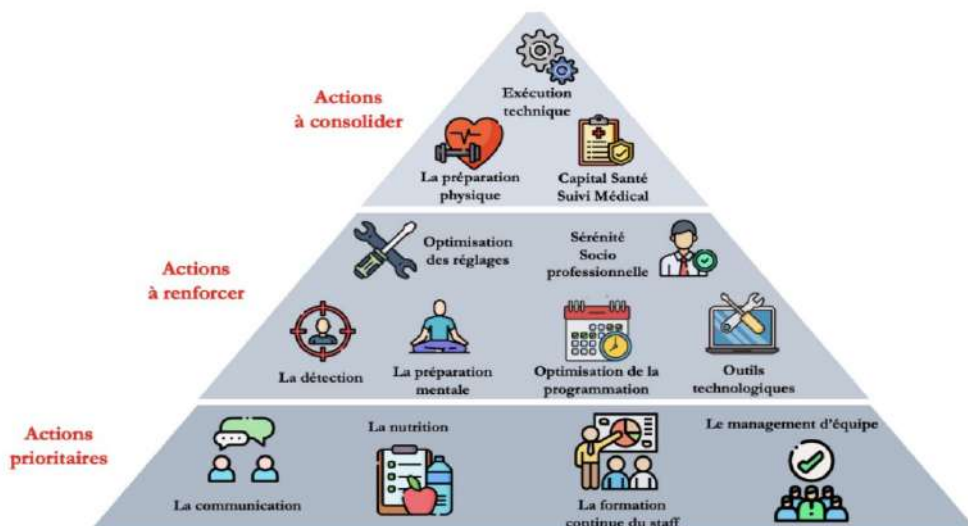 Actions
à consolider
Exécution
technique
La préparation
physique
Capital Santé
Suivi Médical
Actions
à renforcer
Optimisation
des réglages
Sérénité
Socio
professionnelle
La détection
La préparation
mentale
Optimisation de la
programmation
Outils
technologiques
Actions
prioritaires
La communication
La nutrition
La formation
continue du staff
Le management d'équipe